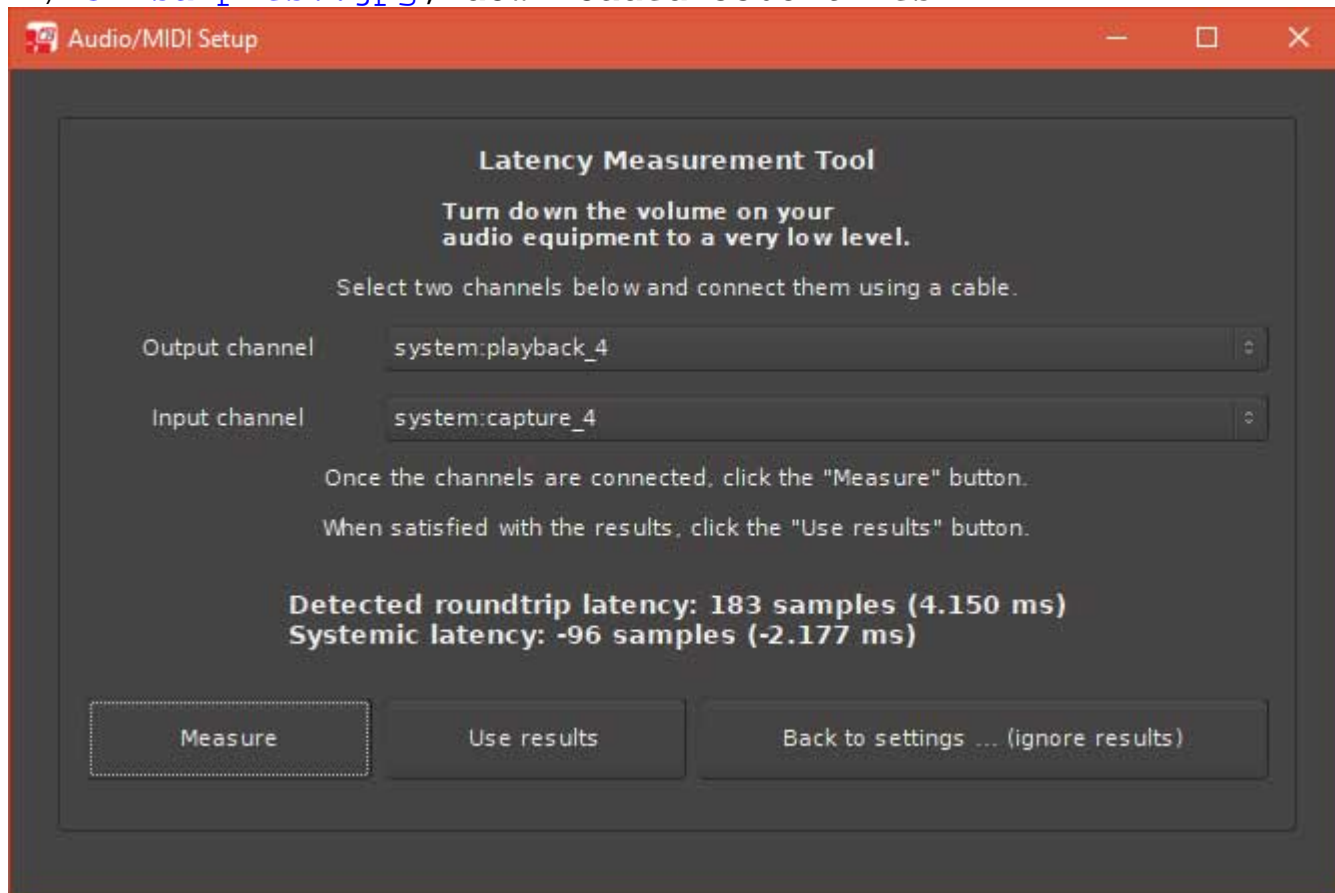 Audio/MIDI Setup
Latency Measurement Tool
Turn down the volume on your
audio equipment to a very low level.
Select two channels below and connect them using a cable.
Output channel system:playback_4
Input channel system:capture_4
Once the channels are connected, click the "Measure" button.
When satisfied with the results, click the "Use results" button.
Detected roundtrip latency: 183 samples (4.150 ms)
Systemic latency: -96 samples (-2.177 ms)
Measure Use results Back to settings ... (ignore results)